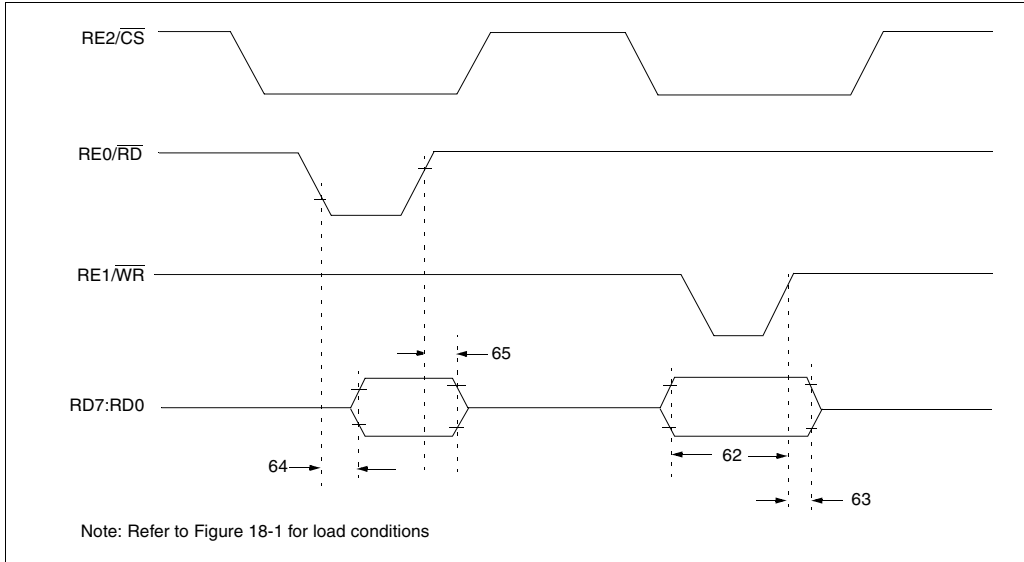 RE2/CS
RE0/RD
RE1/WR
65
RD7:RD0
62
64
63
Note: Refer to Figure 18-1 for load conditions